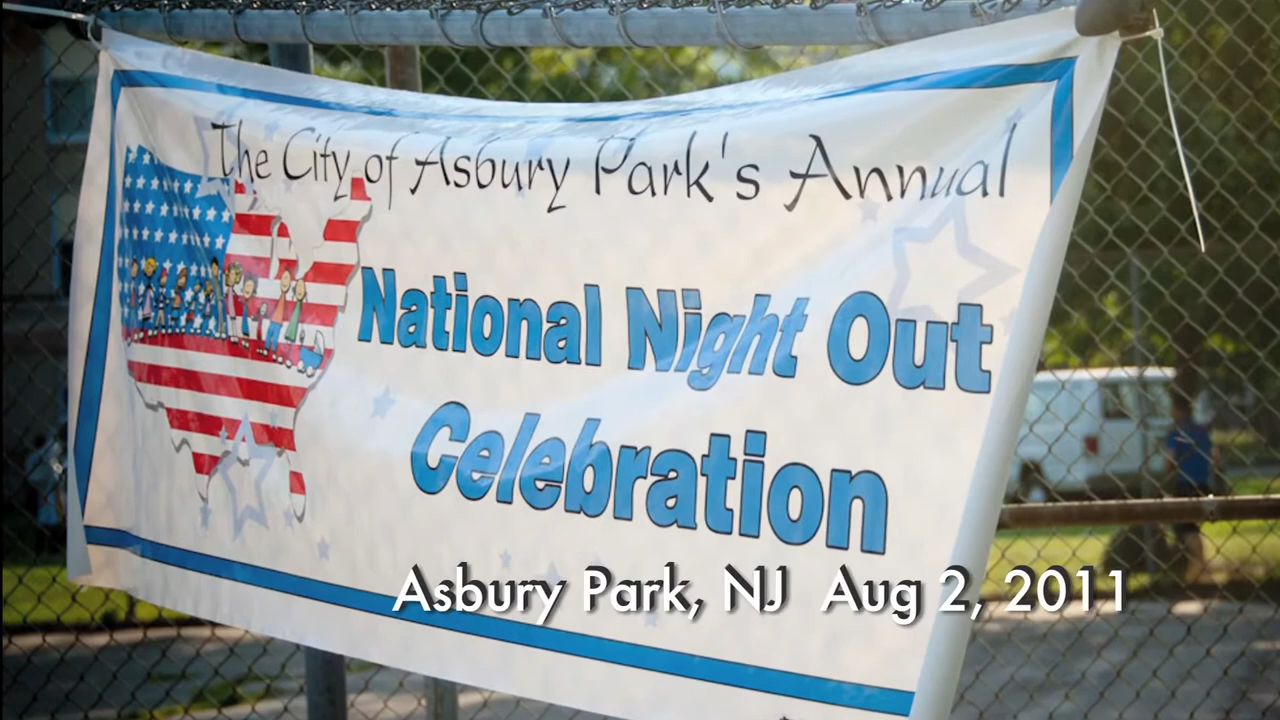 The City of Asbury Park's Annual
National Night Out
Celebration
Asbury Park, NJ  Aug 2, 2011